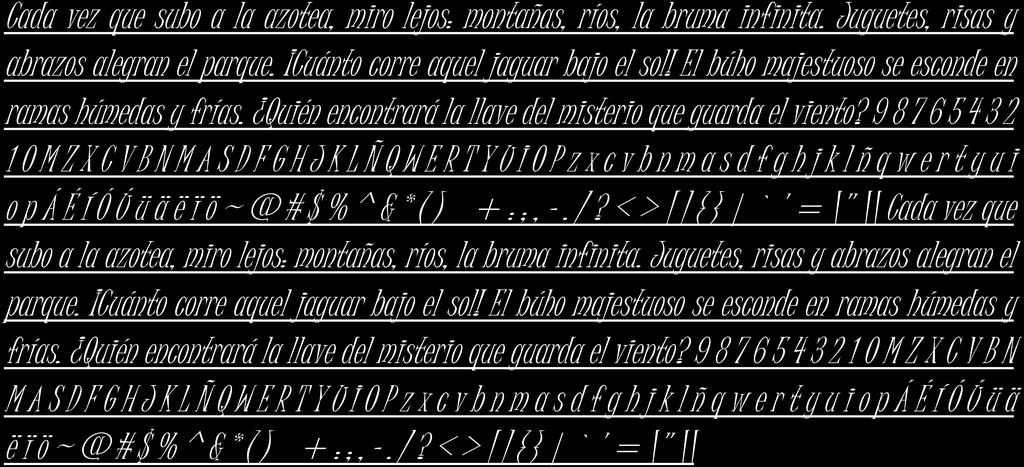 Cada vez que subo a la azotea, miro lejos: montañas, ríos, la bruma infinita. Juguetes, risas y
abrazos alegran el parque. ¡Cuánto corre aquel jaguar bajo el sol! El búho majestuoso se esconde en
ramas húmedas y frías. ¿Quién encontrará la llave del misterio que guarda el viento? 9 8 7 6 5 4 3 2
1 0 M Z X C V B N M A S D F G H J K L Ñ Q W E R T Y U I O P z x c v b n m a s d f g h j k l ñ q w e r t y u i
o p Á É Í Ó Ú ü ä ë ï ö ~ @ # $ % ^ & * ( ) _ + : ; , - . / ? < > [ ] { } | ` ' = \ " || Cada vez que
subo a la azotea, miro lejos: montañas, ríos, la bruma infinita. Juguetes, risas y abrazos alegran el
parque. ¡Cuánto corre aquel jaguar bajo el sol! El búho majestuoso se esconde en ramas húmedas y
frías. ¿Quién encontrará la llave del misterio que guarda el viento? 9 8 7 6 5 4 3 2 1 0 M Z X C V B N
M A S D F G H J K L Ñ Q W E R T Y U I O P z x c v b n m a s d f g h j k l ñ q w e r t y u i o p Á É Í Ó Ú ü ä
ë ï ö ~ @ # $ % ^ & * ( ) _ + : ; , - . / ? < > [ ] { } | ` ' = \ " ||